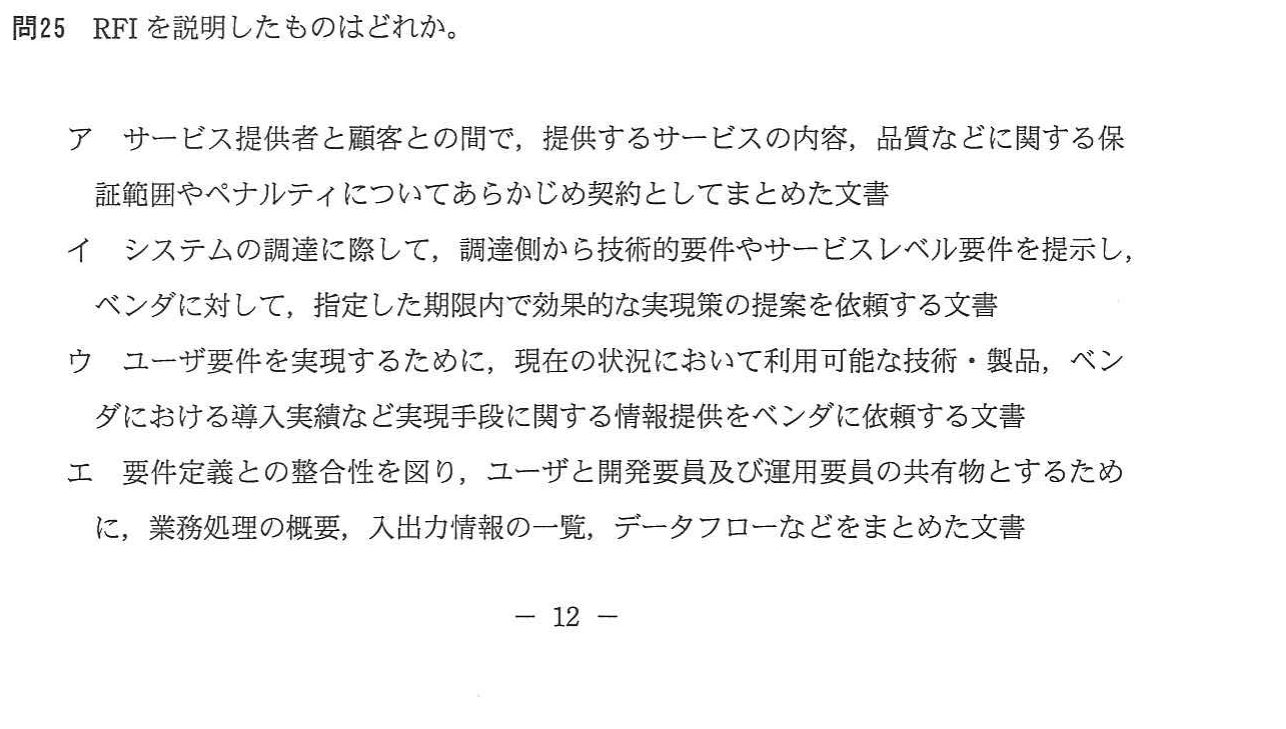 問25 RFI を説明したものはどれか。
ア サービス提供者と顧客との間で，提供するサービスの内容，品質などに関する保
証範囲やペナルティについてあらかじめ契約としてまとめた文書
イ システムの調達に際して，調達側から技術的要件やサービスレベル要件を提示し，
ベンダに対して，指定した期限内で効果的な実現策の提案を依頼する文書
ウ ユーザ要件を実現するために，現在の状況において利用可能な技術・製品，ベン
ダにおける導入実績など実現手段に関する情報提供をベンダに依頼する文書
エ 要件定義との整合性を図り，ユーザと開発要員及び運用要員の共有物とするため
に，業務処理の概要，入出力情報の一覧，データフローなどをまとめた文書
－ 12 －